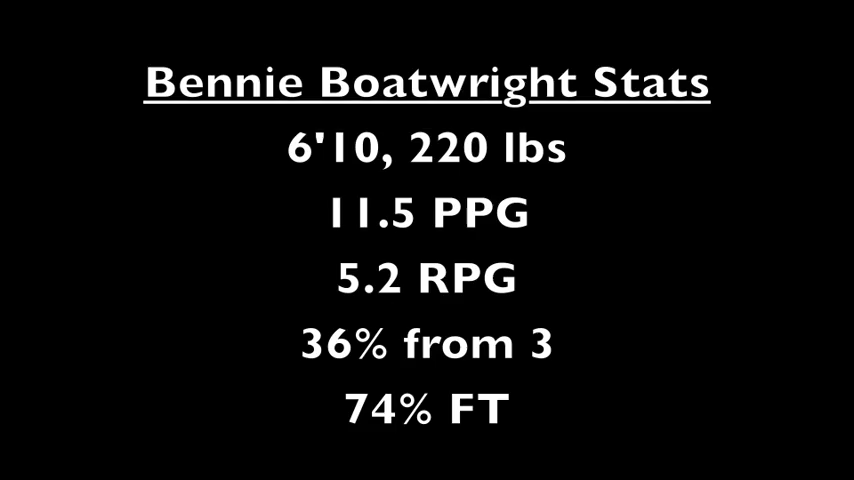 Bennie Boatwright Stats
6'10, 220 lbs
11.5 PPG
5.2 RPG
36% from 3
74% FT